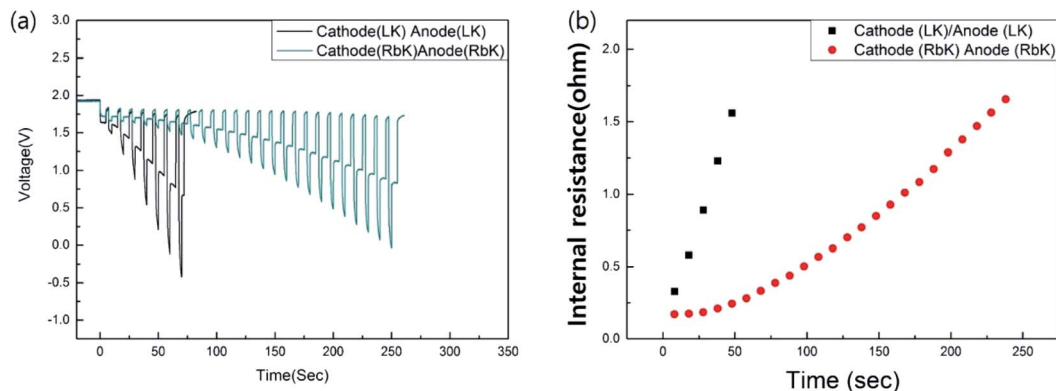 (a)
3.0
2.5
2.0
1.5
1.0
0.5
0.0
-0.5
-1.0
Voltage(V)
Cathode(LK) Anode(LK)
Cathode(RbK)Anode(RbK)
0 50 100 150 200 250 300 350
Time(Sec)
(b)
2.0
1.5
1.0
0.5
0.0
Internal resistance(ohm)
Cathode (LK)/Anode (LK)
Cathode (RbK) Anode (RbK)
0 50 100 150 200 250
Time (sec)